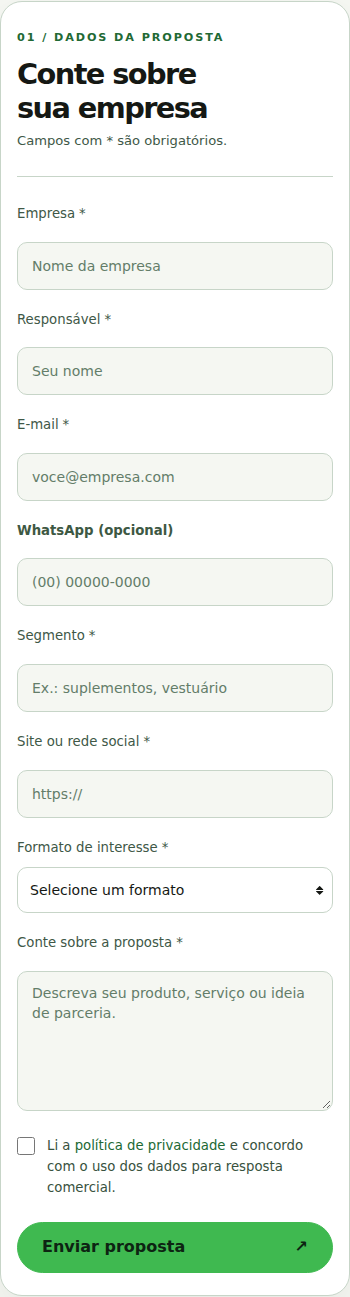 01 / DADOS DA PROPOSTA
Conte sobre
sua empresa
Campos com * são obrigatórios.
Empresa *
Nome da empresa
Responsável *
Seu nome
E-mail *
voce@empresa.com
WhatsApp (opcional)
(00) 00000-0000
Segmento *
Ex.: suplementos, vestuário
Site ou rede social *
https://
Formato de interesse *
Selecione um formato
Conte sobre a proposta *
Descreva seu produto, serviço ou ideia
de parceria.
Li a política de privacidade e concordo
com o uso dos dados para resposta
comercial.
Enviar proposta ↗